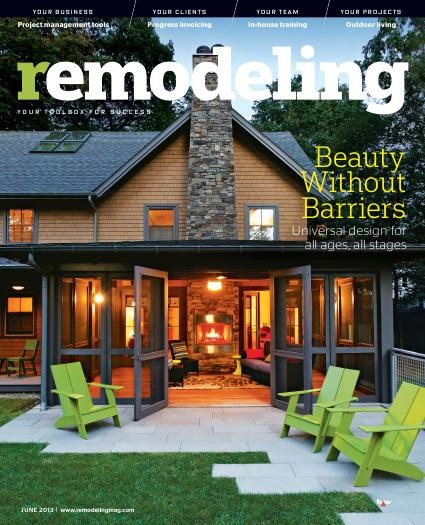 YOUR BUSINESS
Project management tools
YOUR CLIENTS
Progress invoicing
YOUR TEAM
In-house training
YOUR PROJECTS
Outdoor living
remodeling
YOUR TOOLBOX FOR SUCCESS
Beauty
Without
Barriers
Universal design for
all ages, all stages
JUNE 2013 | www.remodelingmag.com